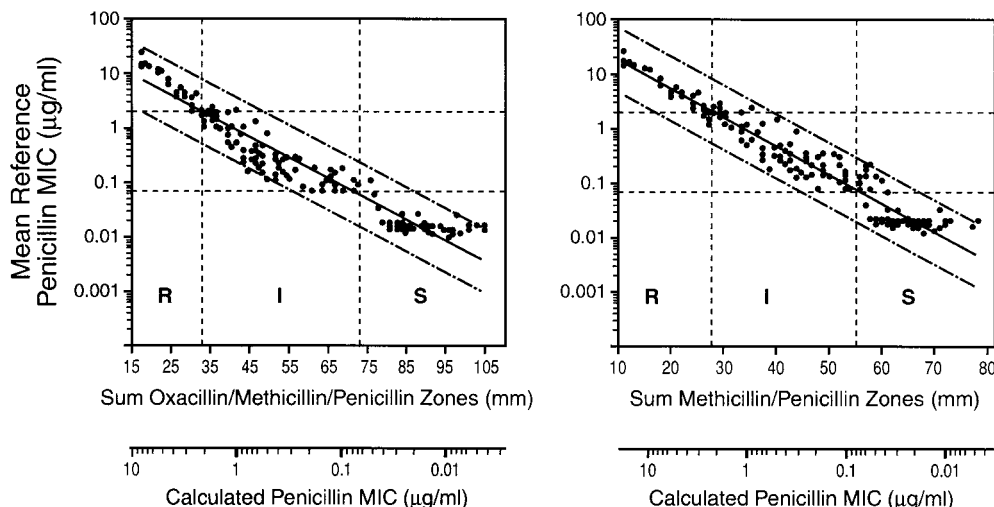 Mean Reference
Penicillin MIC (µg/ml)
100
10
1
0.1
0.01
0.001
R
I
S
15 25 35 45 55 65 75 85 95 105
Sum Oxacillin/Methicillin/Penicillin Zones (mm)
10 1 0.1 0.01
Calculated Penicillin MIC (µg/ml)
100
10
1
0.1
0.01
0.001
R
I
S
10 20 30 40 50 60 70 80
Sum Methicillin/Penicillin Zones (mm)
10 1 0.1 0.01
Calculated Penicillin MIC (µg/ml)